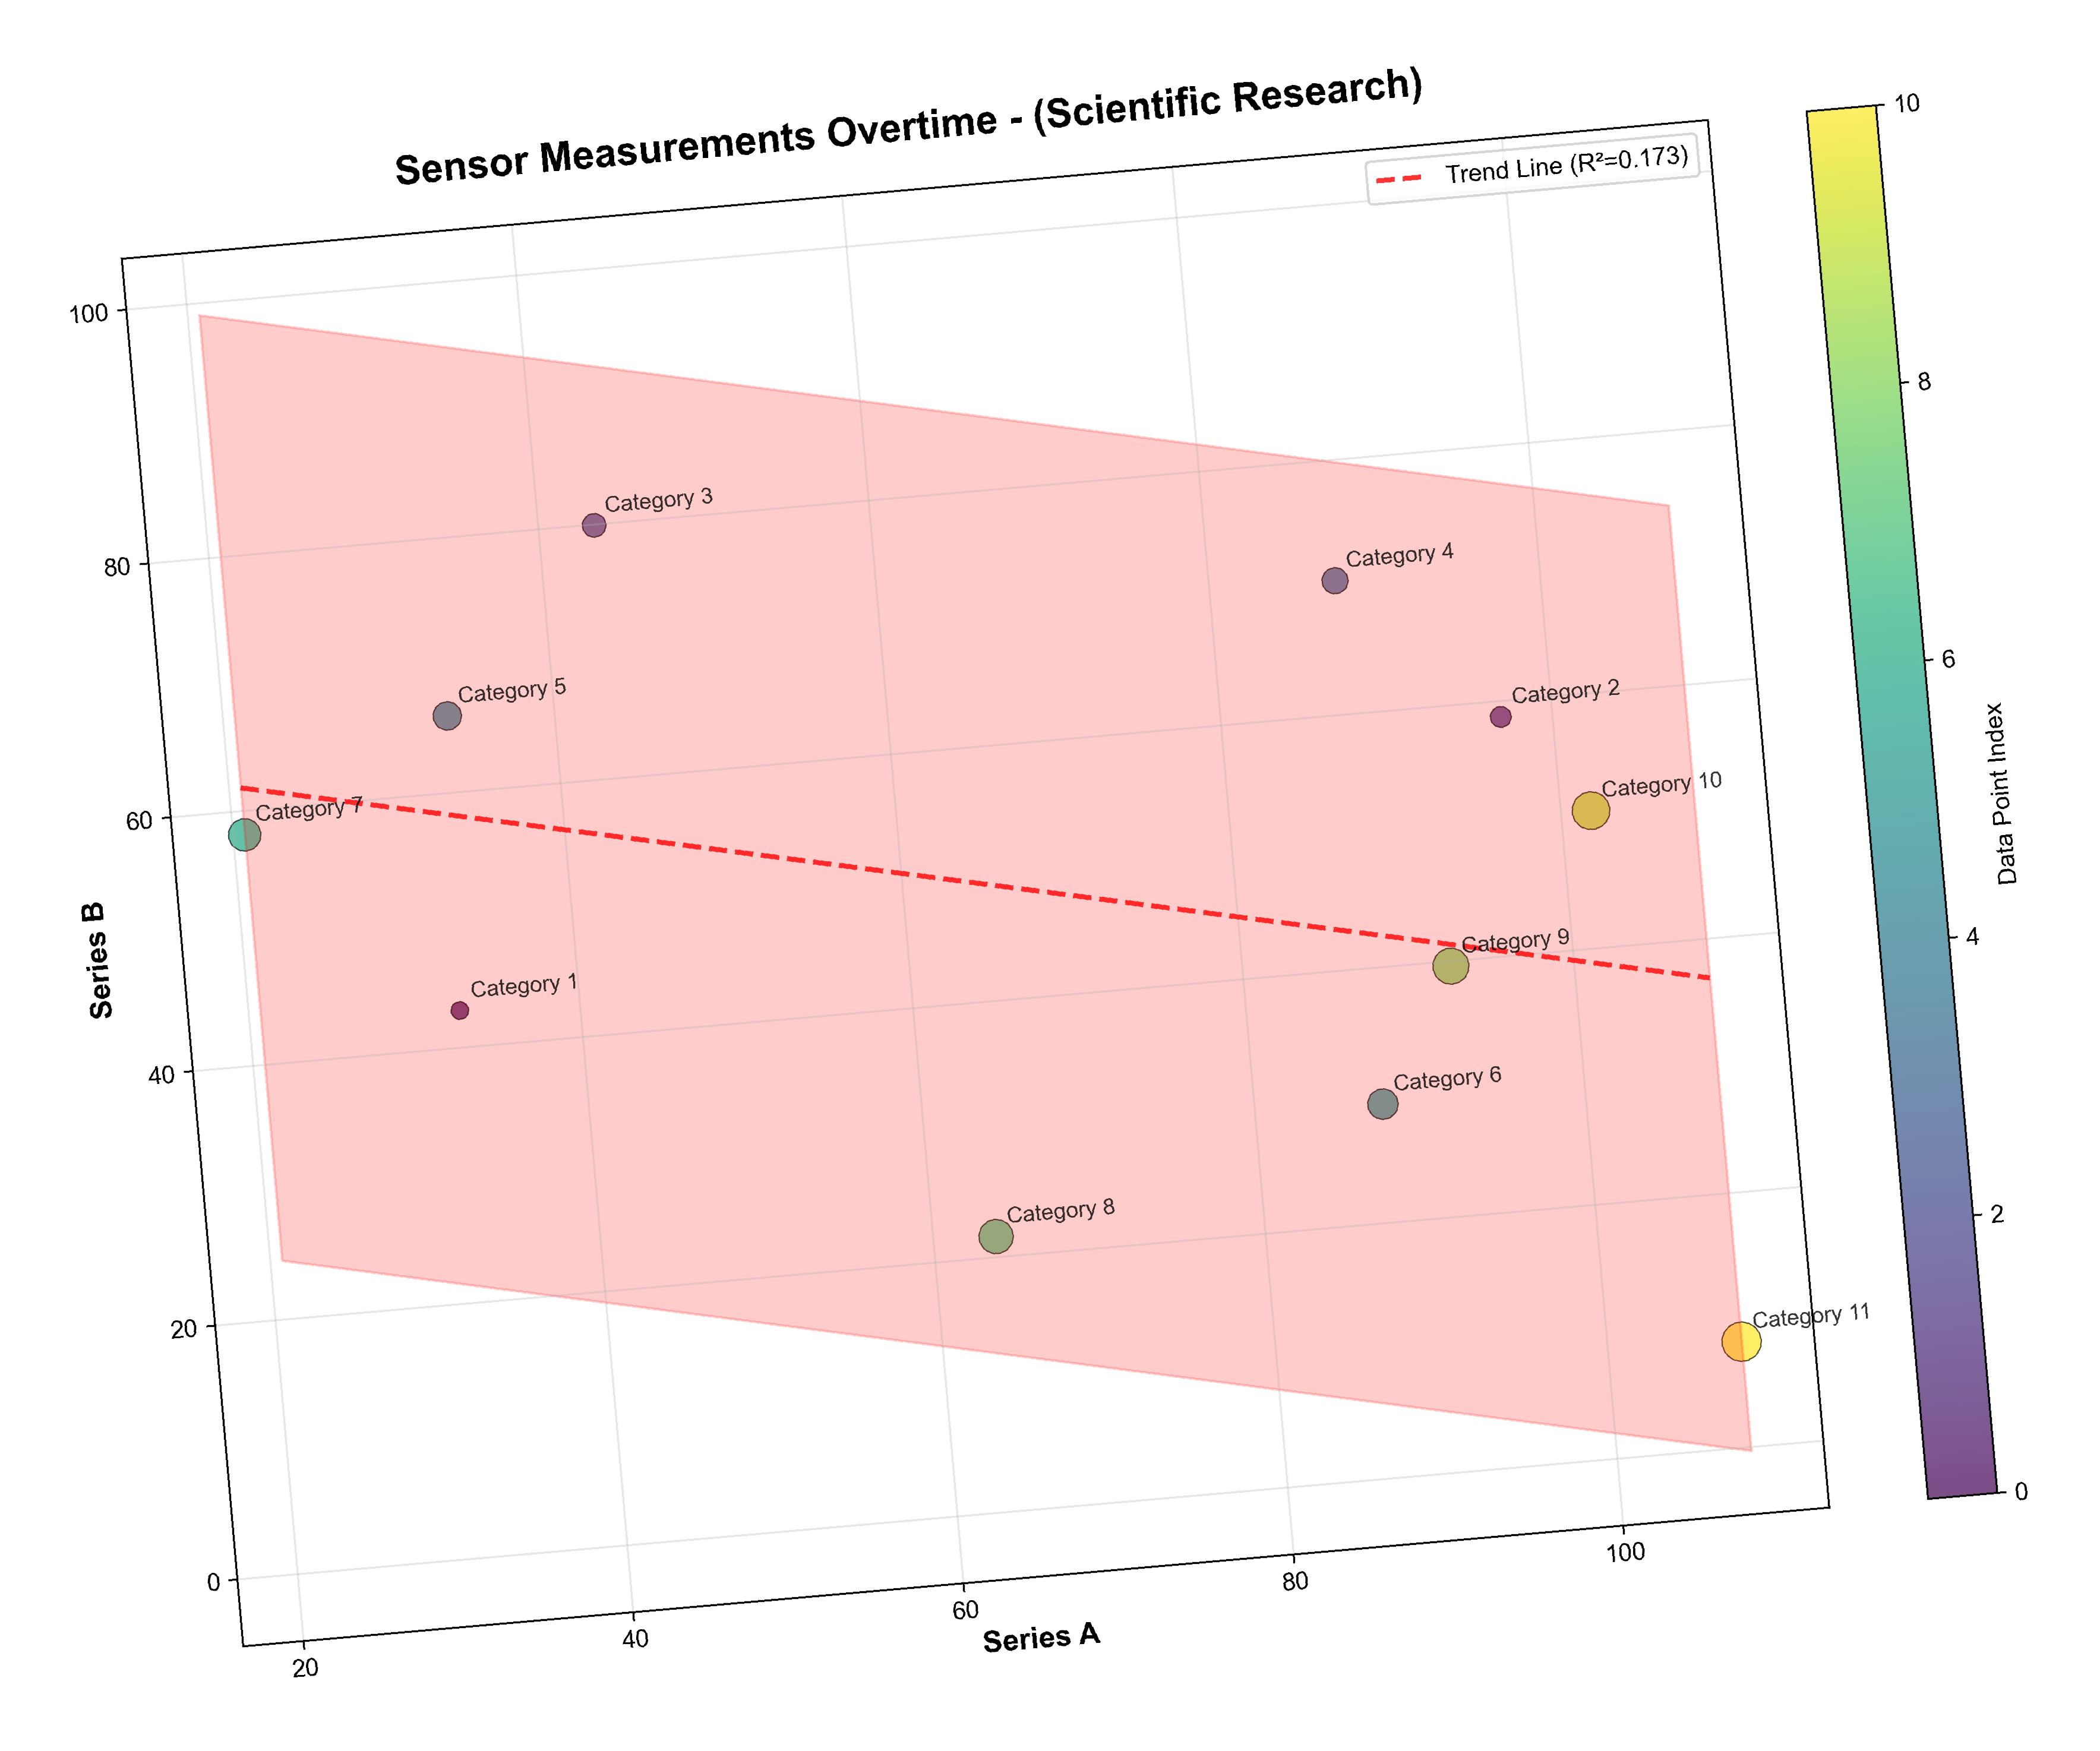 Sensor Measurements Overtime - (Scientific Research)
Trend Line (R²=0.173)
Series B
100
80
60
40
20
0
Category 3
Category 4
Category 5
Category 2
Category 10
Category 7
Category 9
Category 1
Category 6
Category 8
Category 11
20
40
60
80
100
Series A
10
8
6
4
2
0
Data Point Index